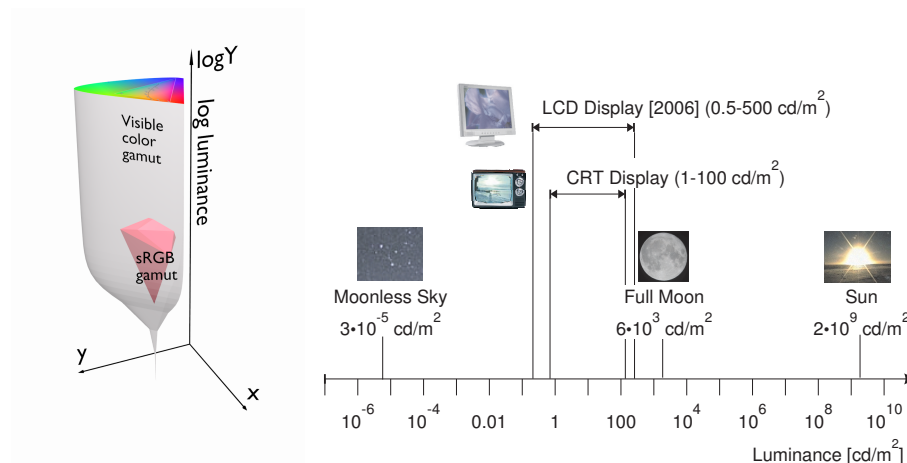 logY
log luminance
Visible
color
gamut
sRGB
gamut
y
x
LCD Display [2006] (0.5-500 cd/m²)
CRT Display (1-100 cd/m²)
Moonless Sky
3•10⁻⁵ cd/m²
Full Moon
6•10³ cd/m²
Sun
2•10⁹ cd/m²
10⁻⁶ 10⁻⁴ 0.01 1 100 10⁴ 10⁶ 10⁸ 10¹⁰
Luminance [cd/m²]